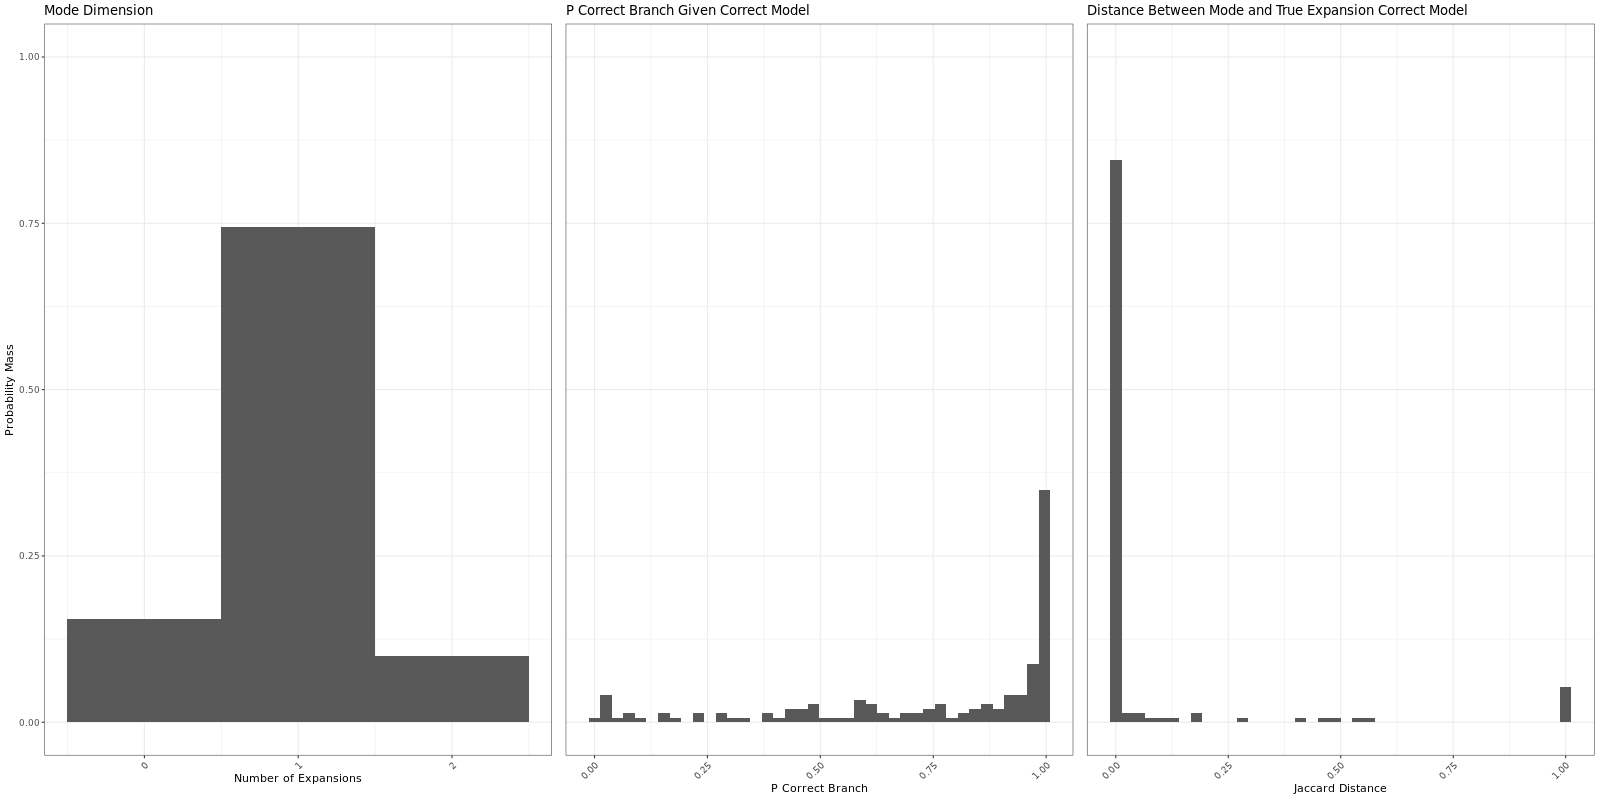 Mode Dimension
P Correct Branch Given Correct Model
Distance Between Mode and True Expansion Correct Model
Probability Mass
1.00
0.75
0.50
0.25
0.00
0
1
2
Number of Expansions
0.00
0.25
0.50
0.75
1.00
P Correct Branch
0.00
0.25
0.50
0.75
1.00
Jaccard Distance